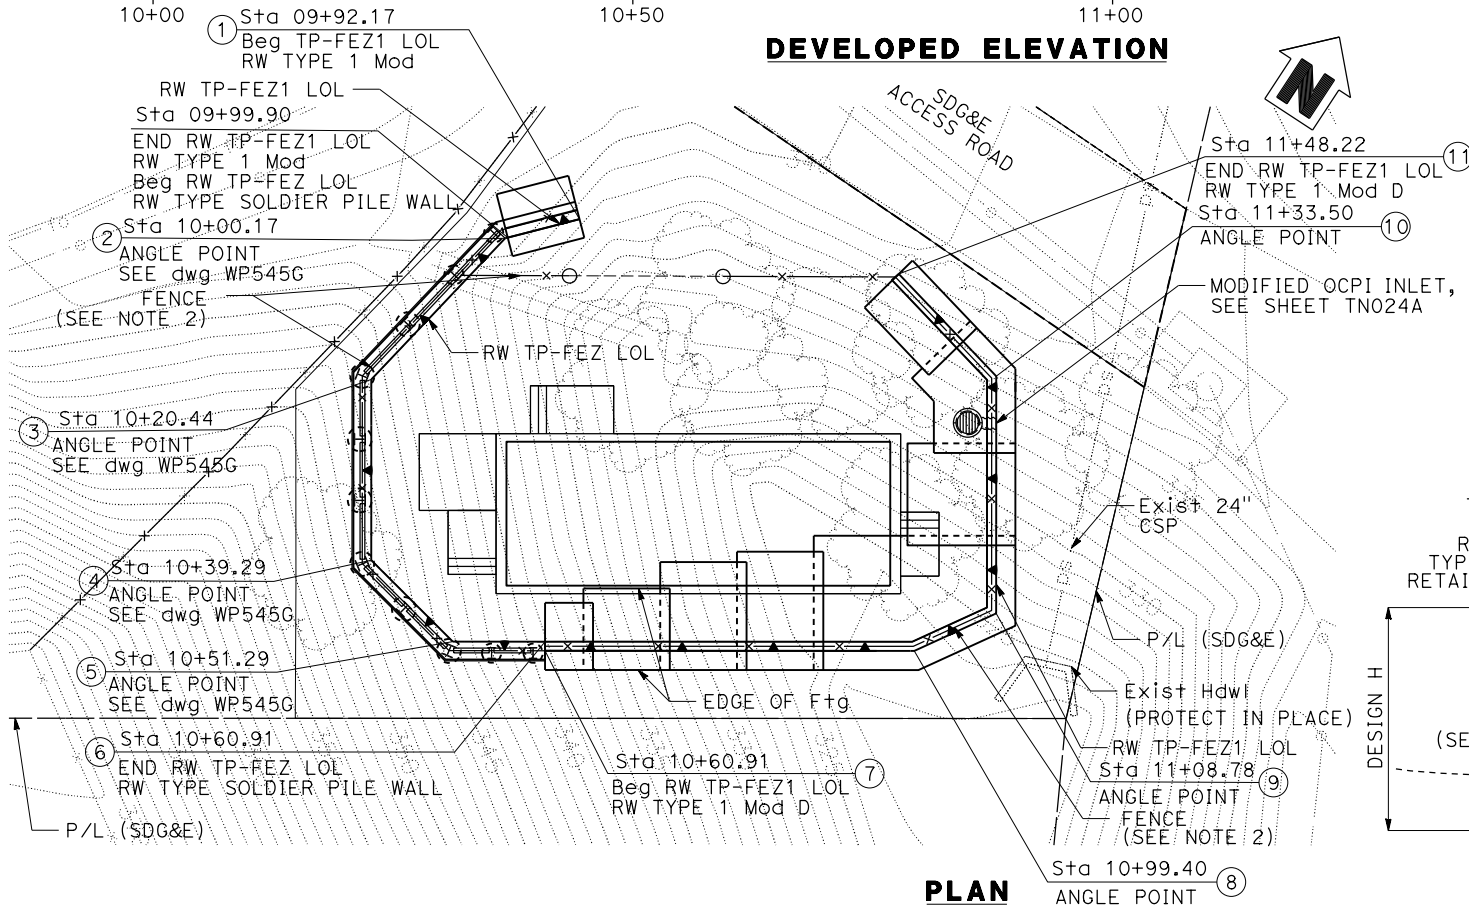 10+00
10+50
11+00
DEVELOPED ELEVATION
1
Sta 09+92.17
Beg TP-FEZ1 LOL
RW TYPE 1 Mod
RW TP-FEZ1 LOL
Sta 09+99.90
END RW TP-FEZ1 LOL
RW TYPE 1 Mod
Beg RW TP-FEZ LOL
RW TYPE SOLDIER PILE WALL
2
Sta 10+00.17
ANGLE POINT
SEE dwg WP545G
FENCE
(SEE NOTE 2)
RW TP-FEZ LOL
3
Sta 10+20.44
ANGLE POINT
SEE dwg WP545G
4
Sta 10+39.29
ANGLE POINT
SEE dwg WP545G
5
Sta 10+51.29
ANGLE POINT
SEE dwg WP545G
6
Sta 10+60.91
END RW TP-FEZ LOL
RW TYPE SOLDIER PILE WALL
P/L (SDG&E)
SDG&E
ACCESS ROAD
N
Sta 11+48.22
11
END RW TP-FEZ1 LOL
RW TYPE 1 Mod D
Sta 11+33.50
10
ANGLE POINT
MODIFIED OCPI INLET,
SEE SHEET TN024A
Exist 24"
CSP
P/L (SDG&E)
330
EDGE OF Ftg
345
340
Exist Hdwl
(PROTECT IN PLACE)
RW TP-FEZ1 LOL
Sta 11+08.78
9
ANGLE POINT
FENCE
(SEE NOTE 2)
Sta 10+60.91
7
Beg RW TP-FEZ1 LOL
RW TYPE 1 Mod D
Sta 10+99.40
8
ANGLE POINT
PLAN
R
TYP
RETAI
DESIGN H
(SE